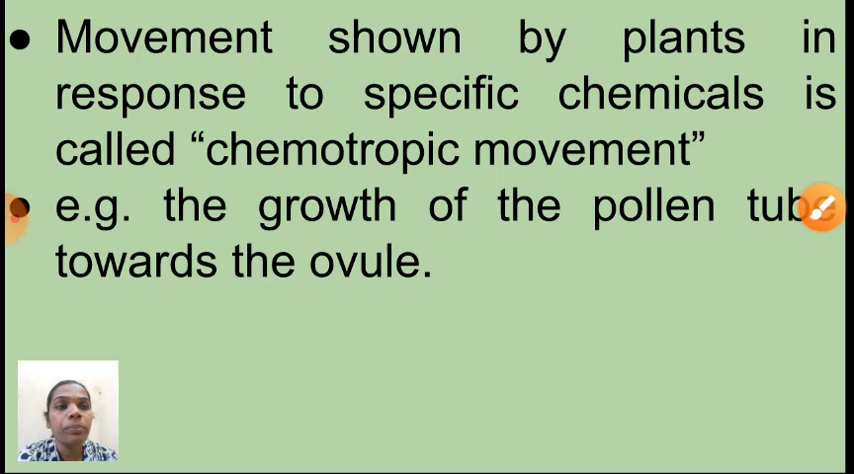 ● Movement shown by plants in
response to specific chemicals is
called “chemotropic movement”
● e.g. the growth of the pollen tube
towards the ovule.